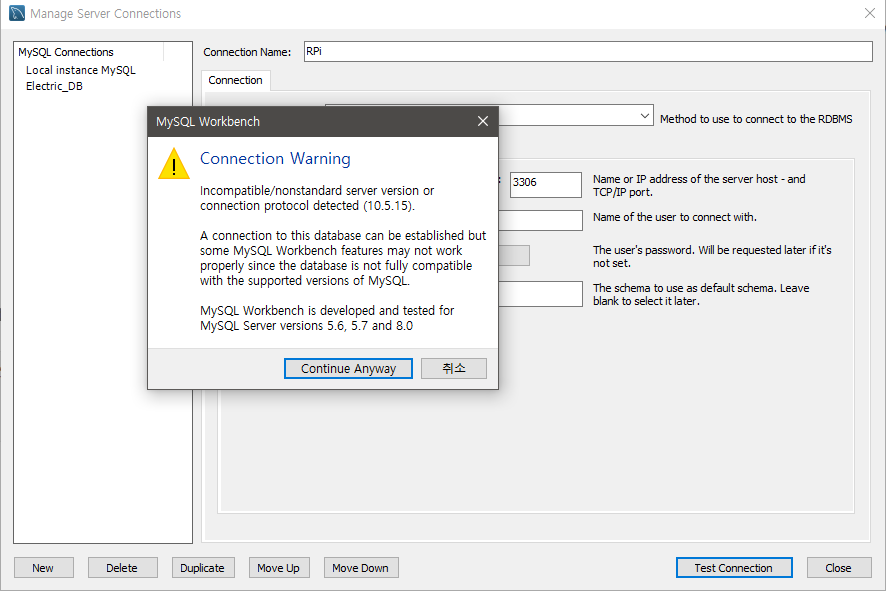 Manage Server Connections
MySQL Connections
Local instance MySQL
Electric_DB
Connection Name:
RPi
Connection
Method to use to connect to the RDBMS
:
3306
Name or IP address of the server host - and
TCP/IP port.
Name of the user to connect with.
The user's password. Will be requested later if it's
not set.
The schema to use as default schema. Leave
blank to select it later.
MySQL Workbench
Connection Warning
Incompatible/nonstandard server version or
connection protocol detected (10.5.15).
A connection to this database can be established but
some MySQL Workbench features may not work
properly since the database is not fully compatible
with the supported versions of MySQL.
MySQL Workbench is developed and tested for
MySQL Server versions 5.6, 5.7 and 8.0
Continue Anyway
취소
New
Delete
Duplicate
Move Up
Move Down
Test Connection
Close